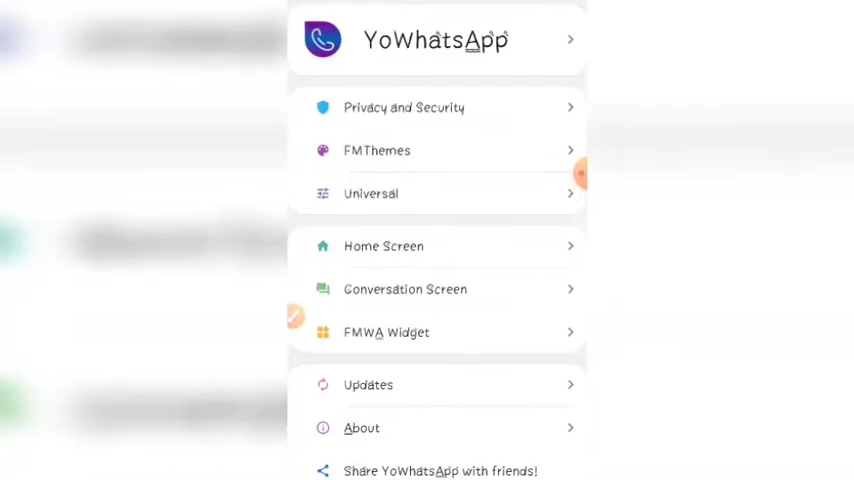 YoWhatsApp
Privacy and Security
FMThemes
Universal
Home Screen
Conversation Screen
FMWA Widget
Updates
About
Share YoWhatsApp with friends!